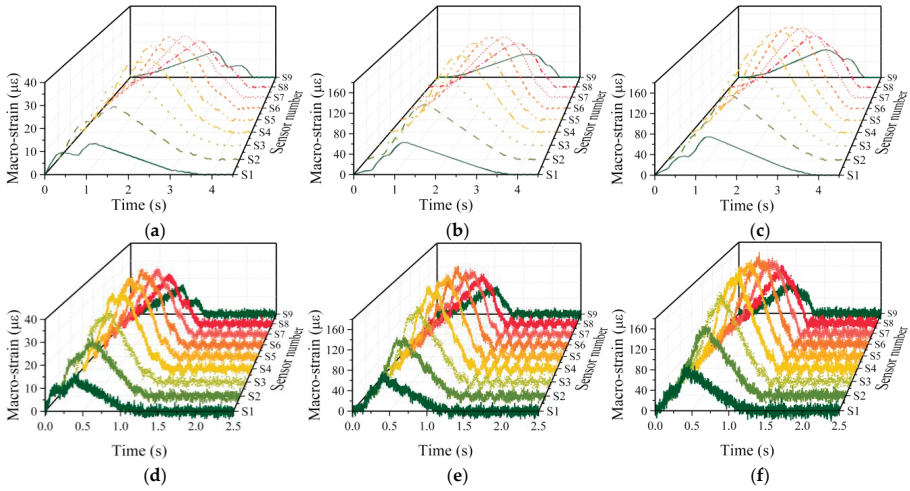 Macro-strain (με)
40
30
20
10
0
0 1 2 3 4
Time (s)
S1
S2
S3
S4
S5
S6
S7
S8
S9
Sensor number
(a)
Macro-strain (με)
160
120
80
40
0
0 1 2 3 4
Time (s)
S1
S2
S3
S4
S5
S6
S7
S8
S9
Sensor number
(b)
Macro-strain (με)
160
120
80
40
0
0 1 2 3 4
Time (s)
S1
S2
S3
S4
S5
S6
S7
S8
S9
Sensor number
(c)
Macro-strain (με)
40
30
20
10
0
0.0 0.5 1.0 1.5 2.0 2.5
Time (s)
S1
S2
S3
S4
S5
S6
S7
S8
S9
Sensor number
(d)
Macro-strain (με)
160
120
80
40
0
0.0 0.5 1.0 1.5 2.0 2.5
Time (s)
S1
S2
S3
S4
S5
S6
S7
S8
S9
Sensor number
(e)
Macro-strain (με)
160
120
80
40
0
0.0 0.5 1.0 1.5 2.0 2.5
Time (s)
S1
S2
S3
S4
S5
S6
S7
S8
S9
Sensor number
(f)